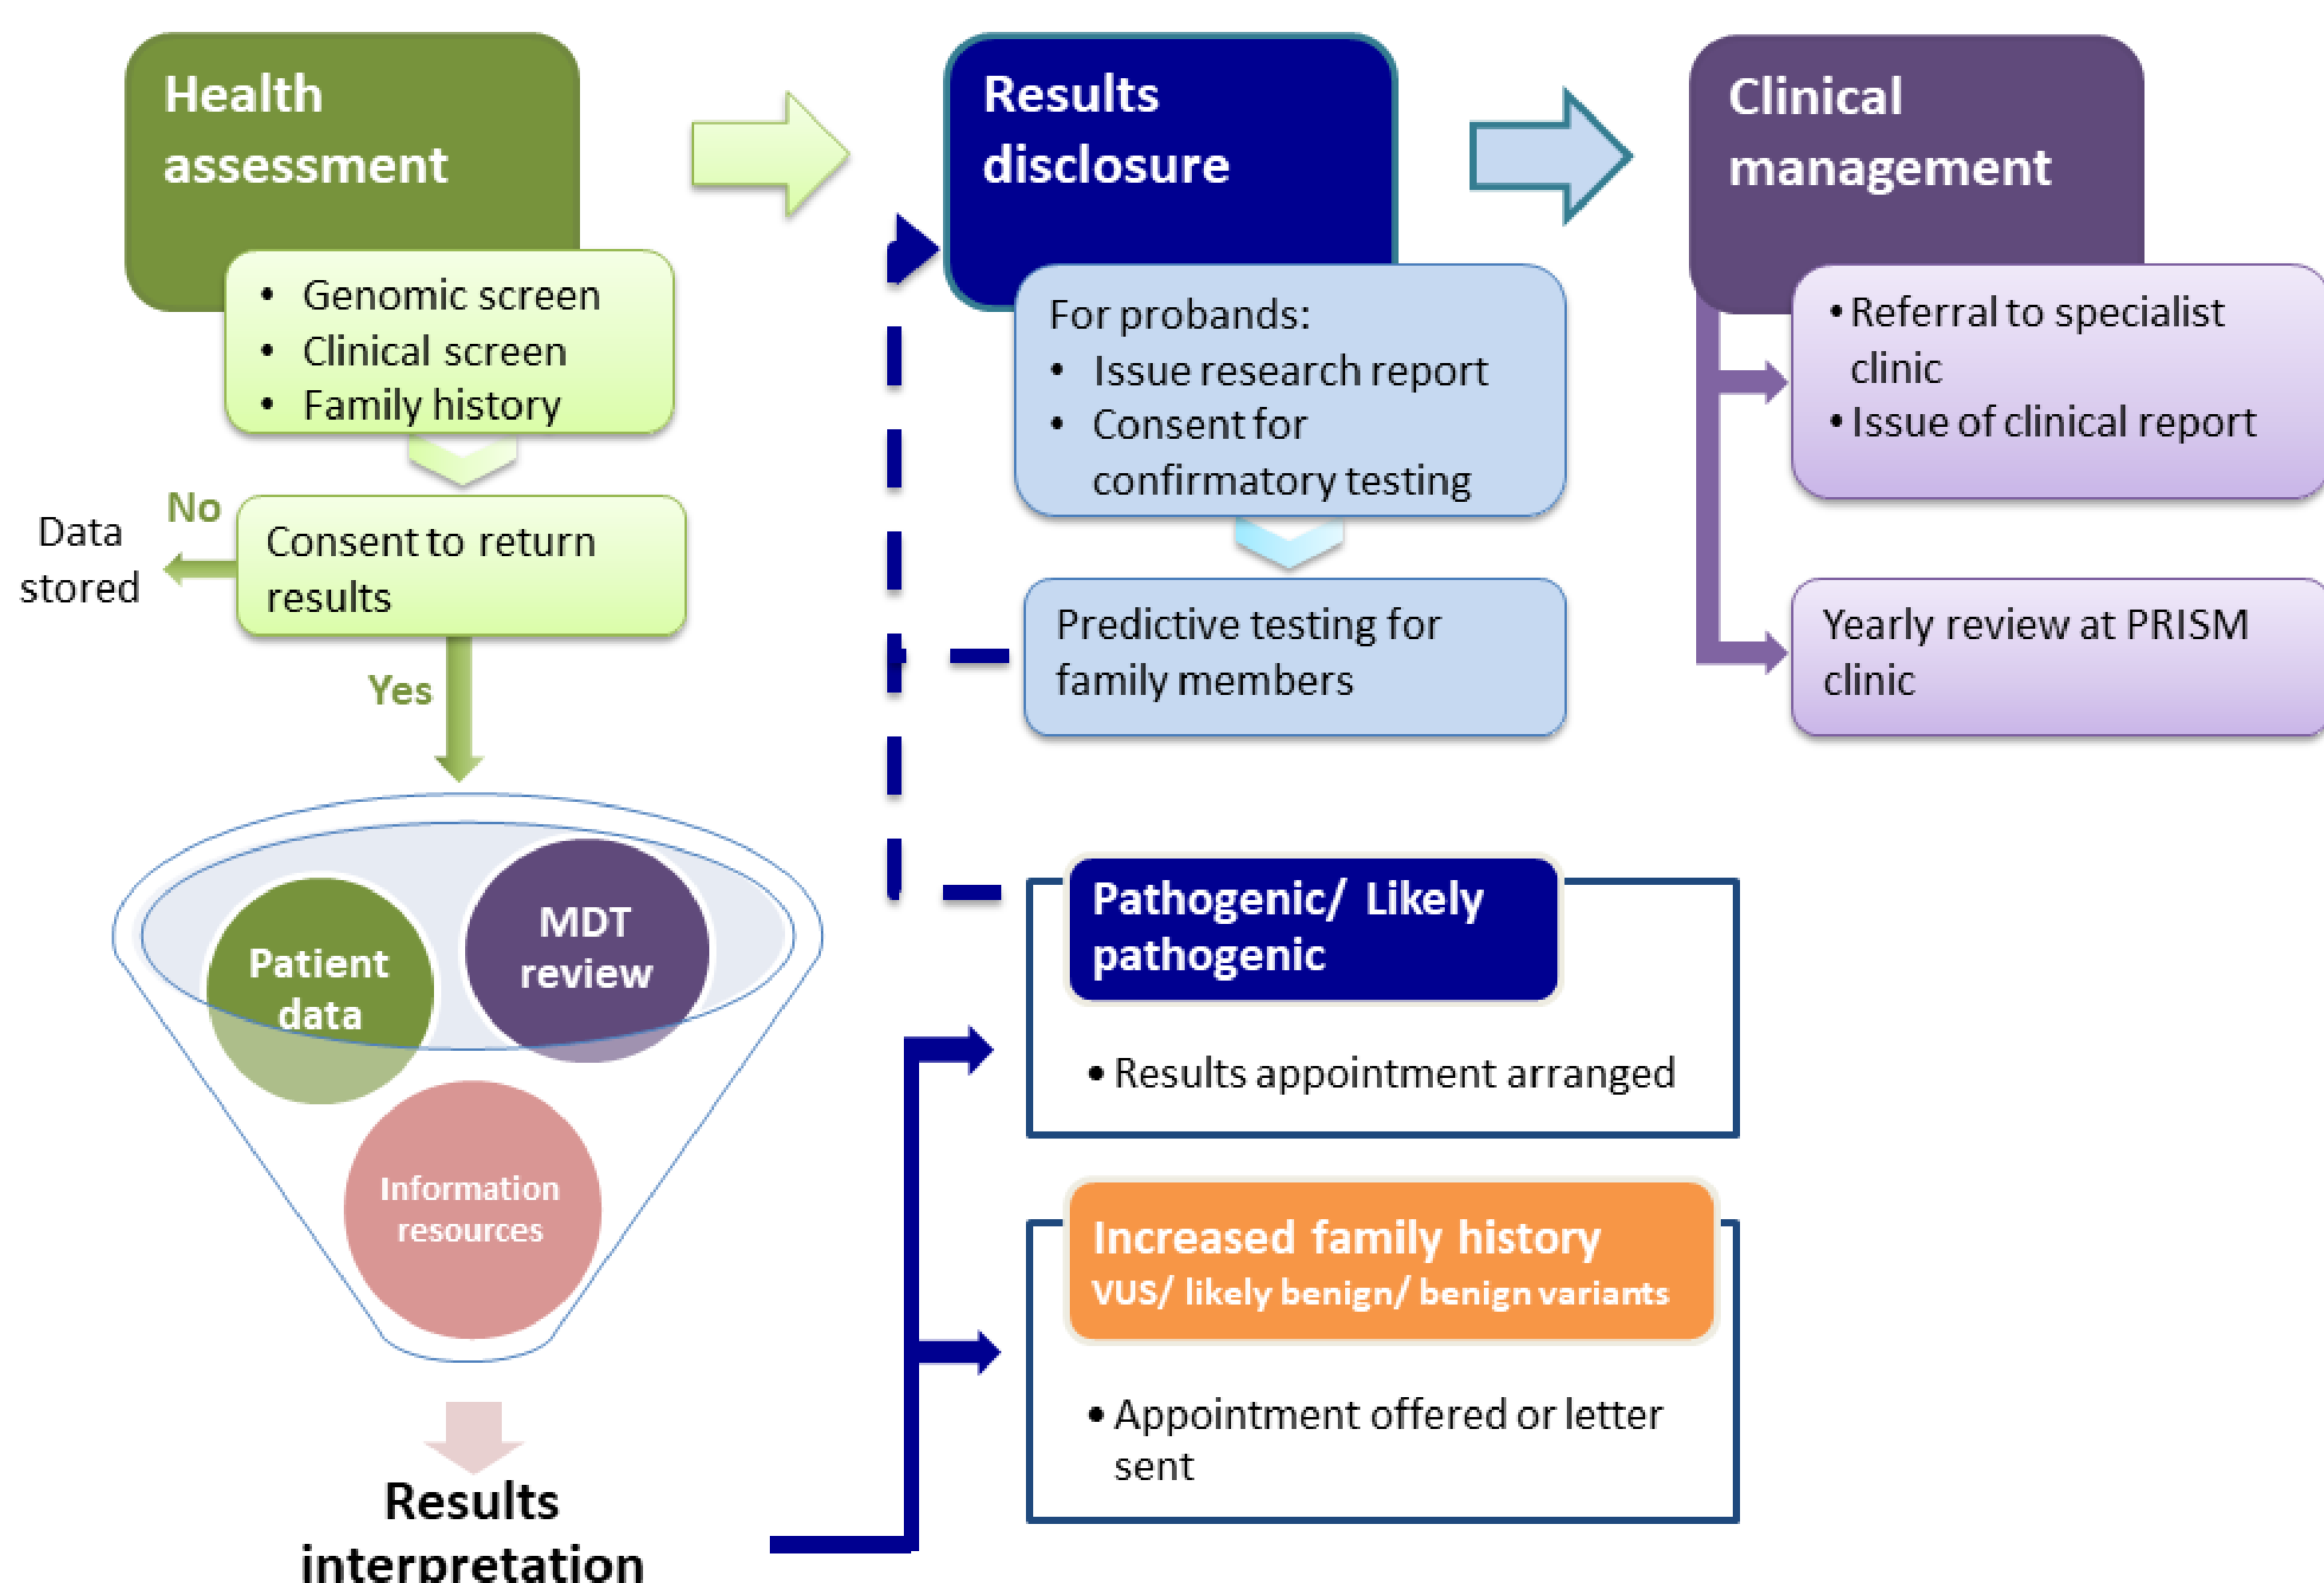 Health
assessment
• Genomic screen
• Clinical screen
• Family history
No
Data
stored
Consent to return
results
Yes
Patient
data
MDT
review
Information
resources
Results
interpretation
Results
disclosure
For probands:
• Issue research report
• Consent for
confirmatory testing
Predictive testing for
family members
Pathogenic/ Likely
pathogenic
• Results appointment arranged
Increased family history
VUS/ likely benign/ benign variants
• Appointment offered or letter
sent
Clinical
management
• Referral to specialist
clinic
• Issue of clinical report
Yearly review at PRISM
clinic